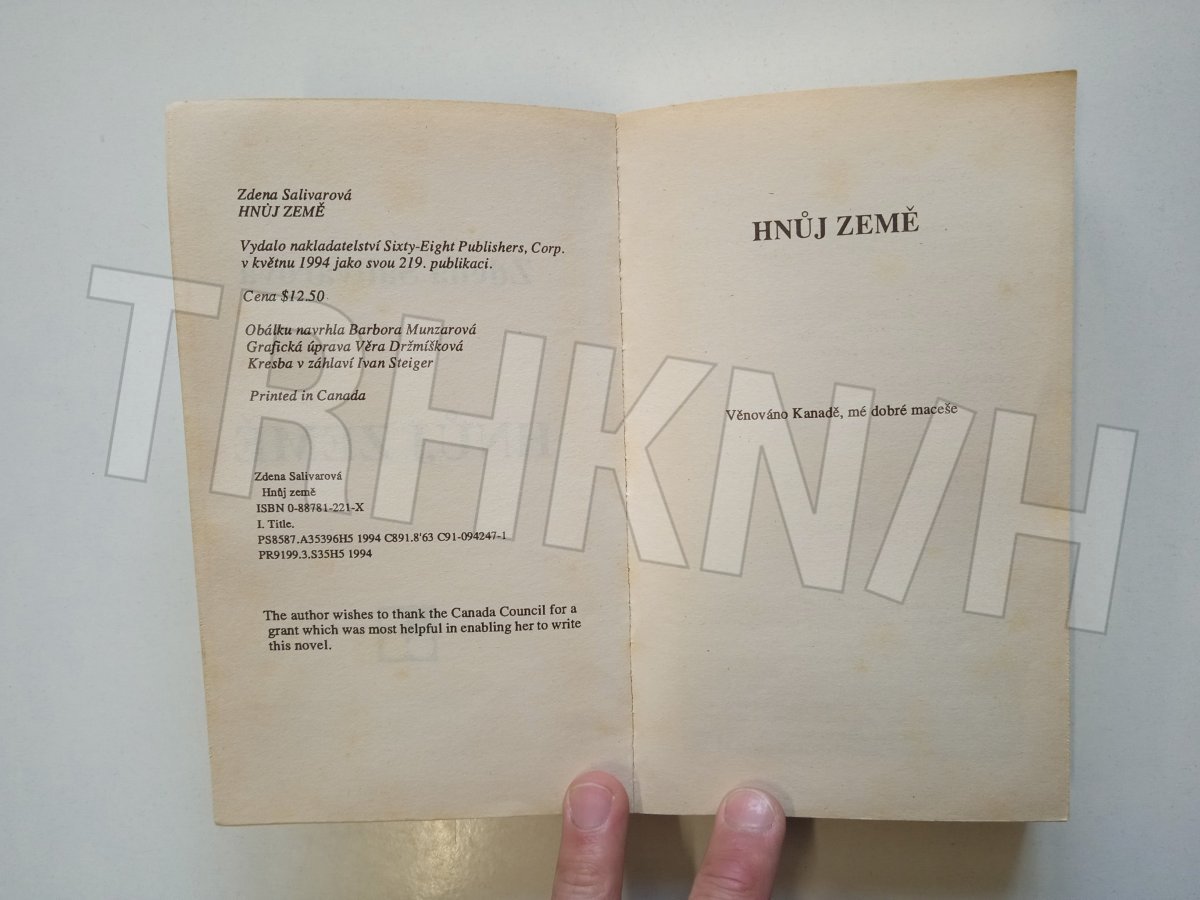 Zdena Salivarová
HNŮJ ZEMĚ
Vydalo nakladatelství Sixty-Eight Publishers, Corp.
v květnu 1994 jako svou 219. publikaci.
Cena $12.50
Obálku navrhla Barbora Munzarová
Grafická úprava Věra Držmíšková
Kresba v záhlaví Ivan Steiger
Printed in Canada
Zdena Salivarová
Hnůj země
ISBN 0-88781-221-X
I. Title.
PS8587.A35396H5 1994 C891.8'63 C91-094247-1
PR9199.3.S35H5 1994
The author wishes to thank the Canada Council for a
grant which was most helpful in enabling her to write
this novel.
HNŮJ ZEMĚ
Věnováno Kanadě, mé dobré maceše
TRHKN/H